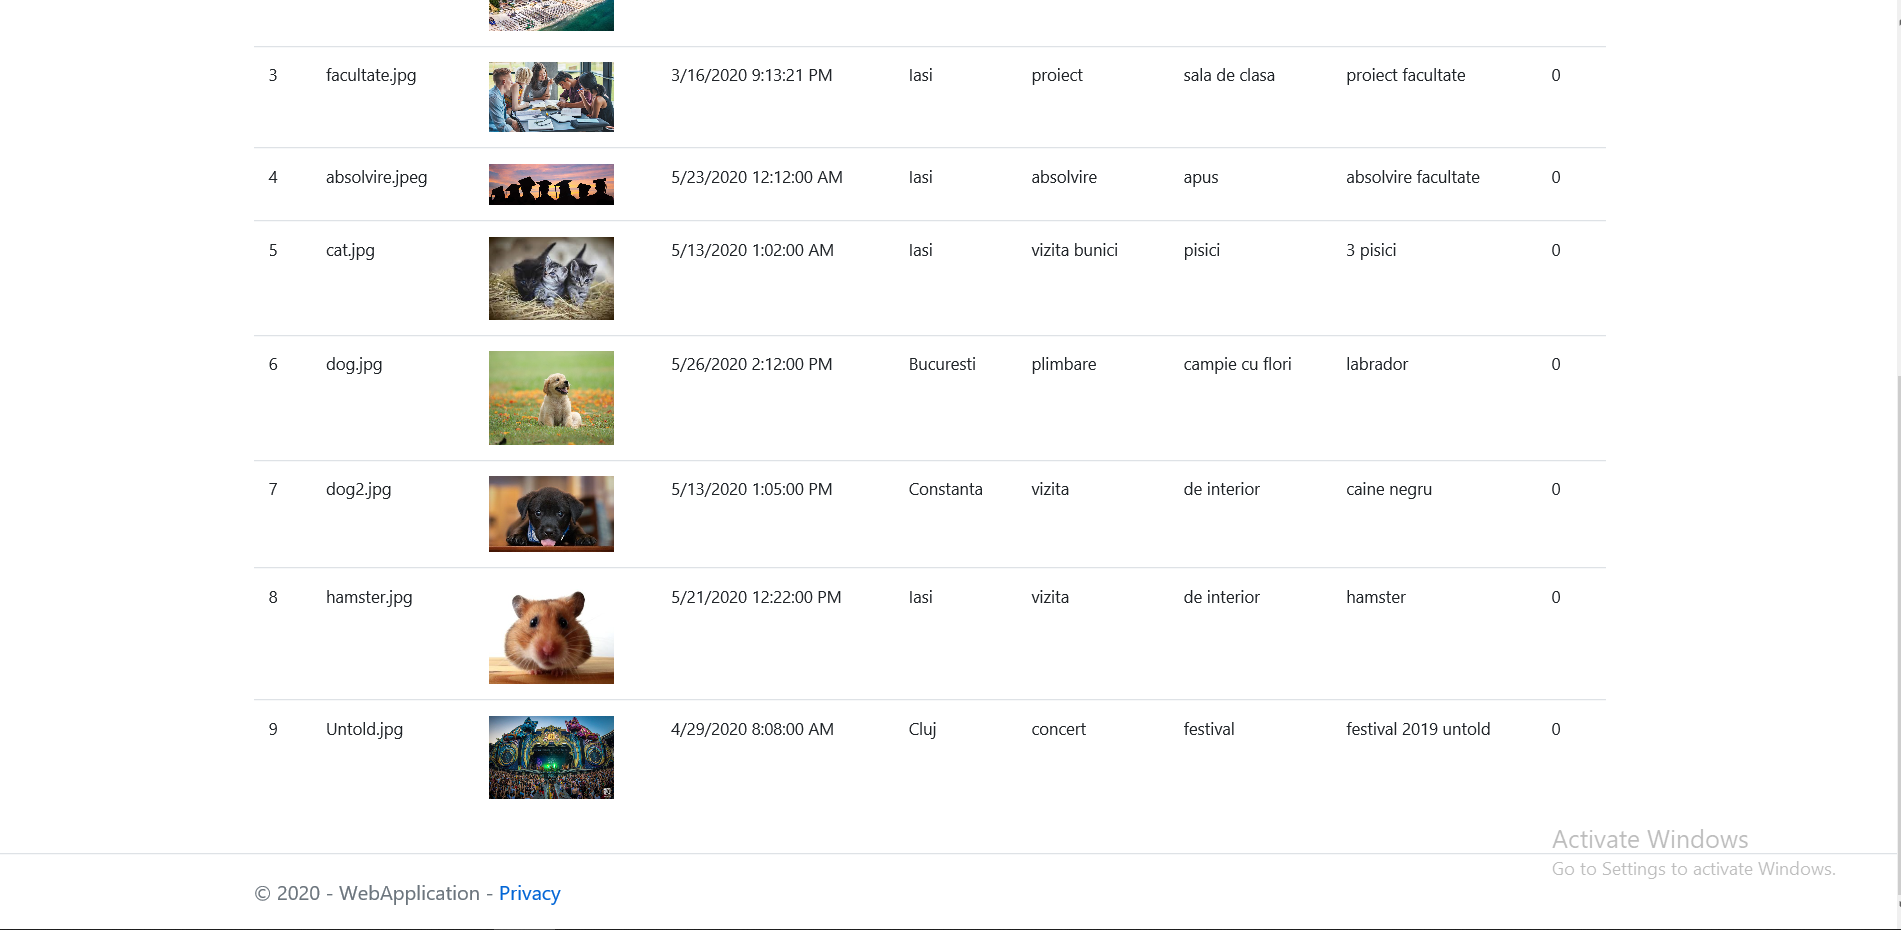 3 facultate.jpg 3/16/2020 9:13:21 PM Iasi proiect sala de clasa proiect facultate 0
4 absolvire.jpeg 5/23/2020 12:12:00 AM Iasi absolvire apus absolvire facultate 0
5 cat.jpg 5/13/2020 1:02:00 AM Iasi vizita bunici pisici 3 pisici 0
6 dog.jpg 5/26/2020 2:12:00 PM Bucuresti plimbare campie cu flori labrador 0
7 dog2.jpg 5/13/2020 1:05:00 PM Constanta vizita de interior caine negru 0
8 hamster.jpg 5/21/2020 12:22:00 PM Iasi vizita de interior hamster 0
9 Untold.jpg 4/29/2020 8:08:00 AM Cluj concert festival festival 2019 untold 0
Activate Windows
Go to Settings to activate Windows.
© 2020 - WebApplication - Privacy